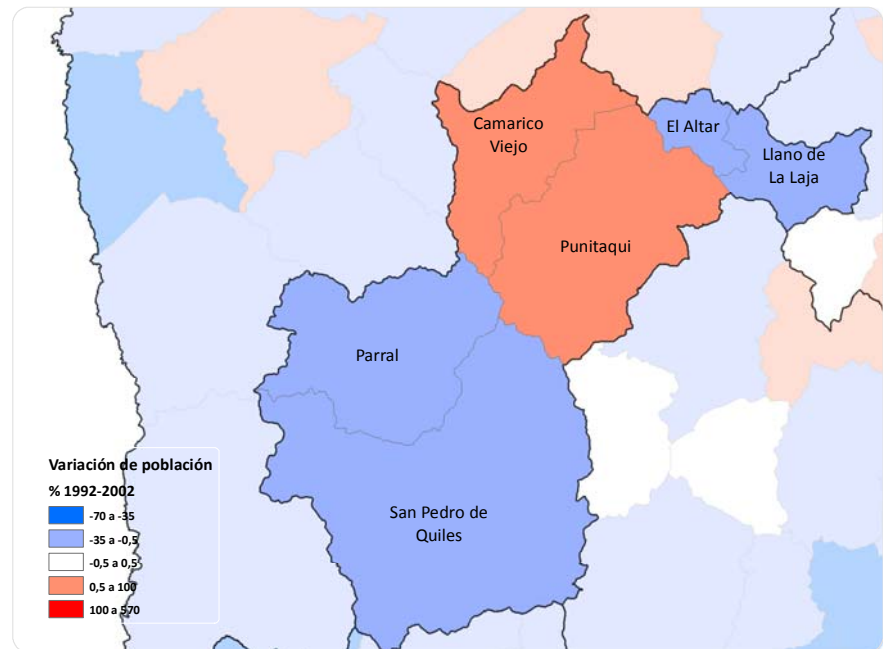 Camarico
Viejo
El Altar
Llano de
La Laja
Punitaqui
Parral
San Pedro de
Quiles
Variación de población
% 1992-2002
-70 a -35
-35 a -0,5
-0,5 a 0,5
0,5 a 100
100 a 570